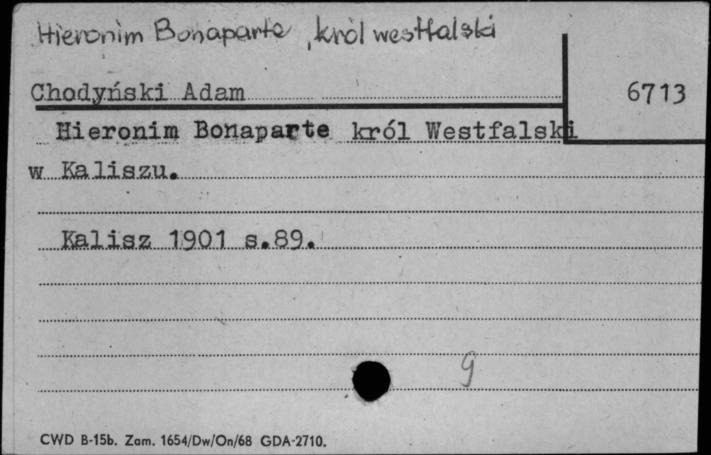 Hieronim Bonaparte, król westfalski
Chodyński Adam
6713
Hieronim Bonaparte król Westfalski
w Kaliszu.
Kalisz 1901 s.89.
g
CWD B-15b. Zam. 1654/Dw/On/68 GDA-2710.